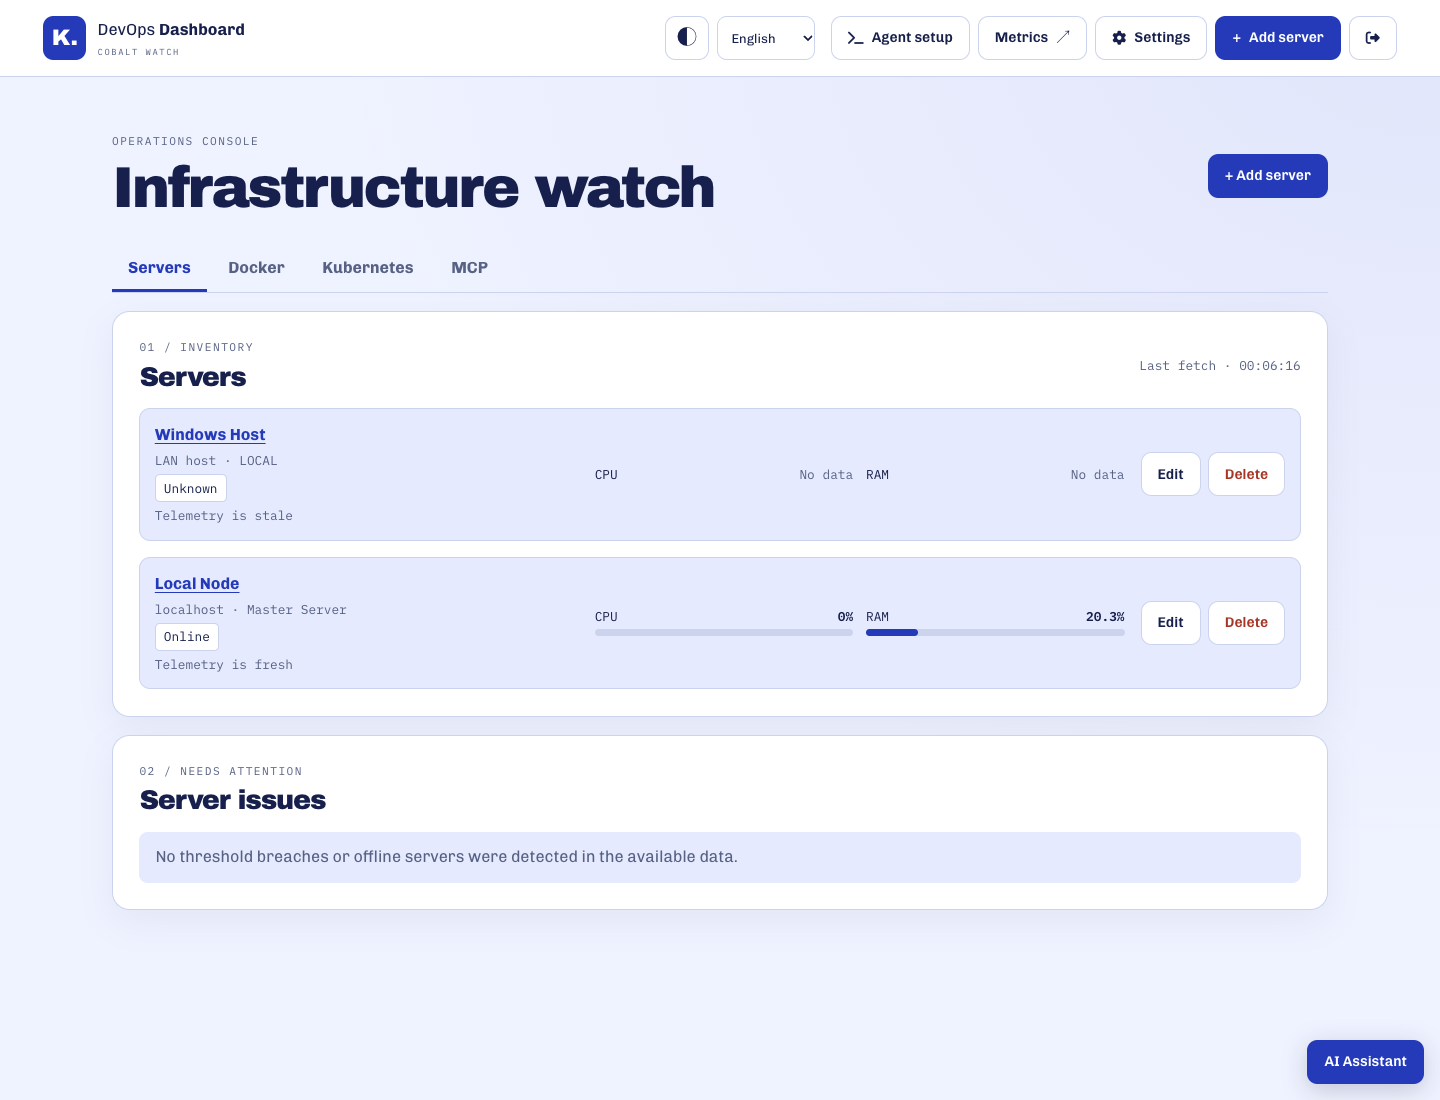 K.
DevOps Dashboard
COBALT WATCH
English
Agent setup
Metrics ↗
Settings
+ Add server
OPERATIONS CONSOLE
Infrastructure watch
+ Add server
Servers
Docker
Kubernetes
MCP
01 / INVENTORY
Servers
Last fetch · 00:06:16
Windows Host
LAN host · LOCAL
Unknown
Telemetry is stale
CPU No data
RAM No data
Edit
Delete
Local Node
localhost · Master Server
Online
Telemetry is fresh
CPU 0%
RAM 20.3%
Edit
Delete
02 / NEEDS ATTENTION
Server issues
No threshold breaches or offline servers were detected in the available data.
AI Assistant